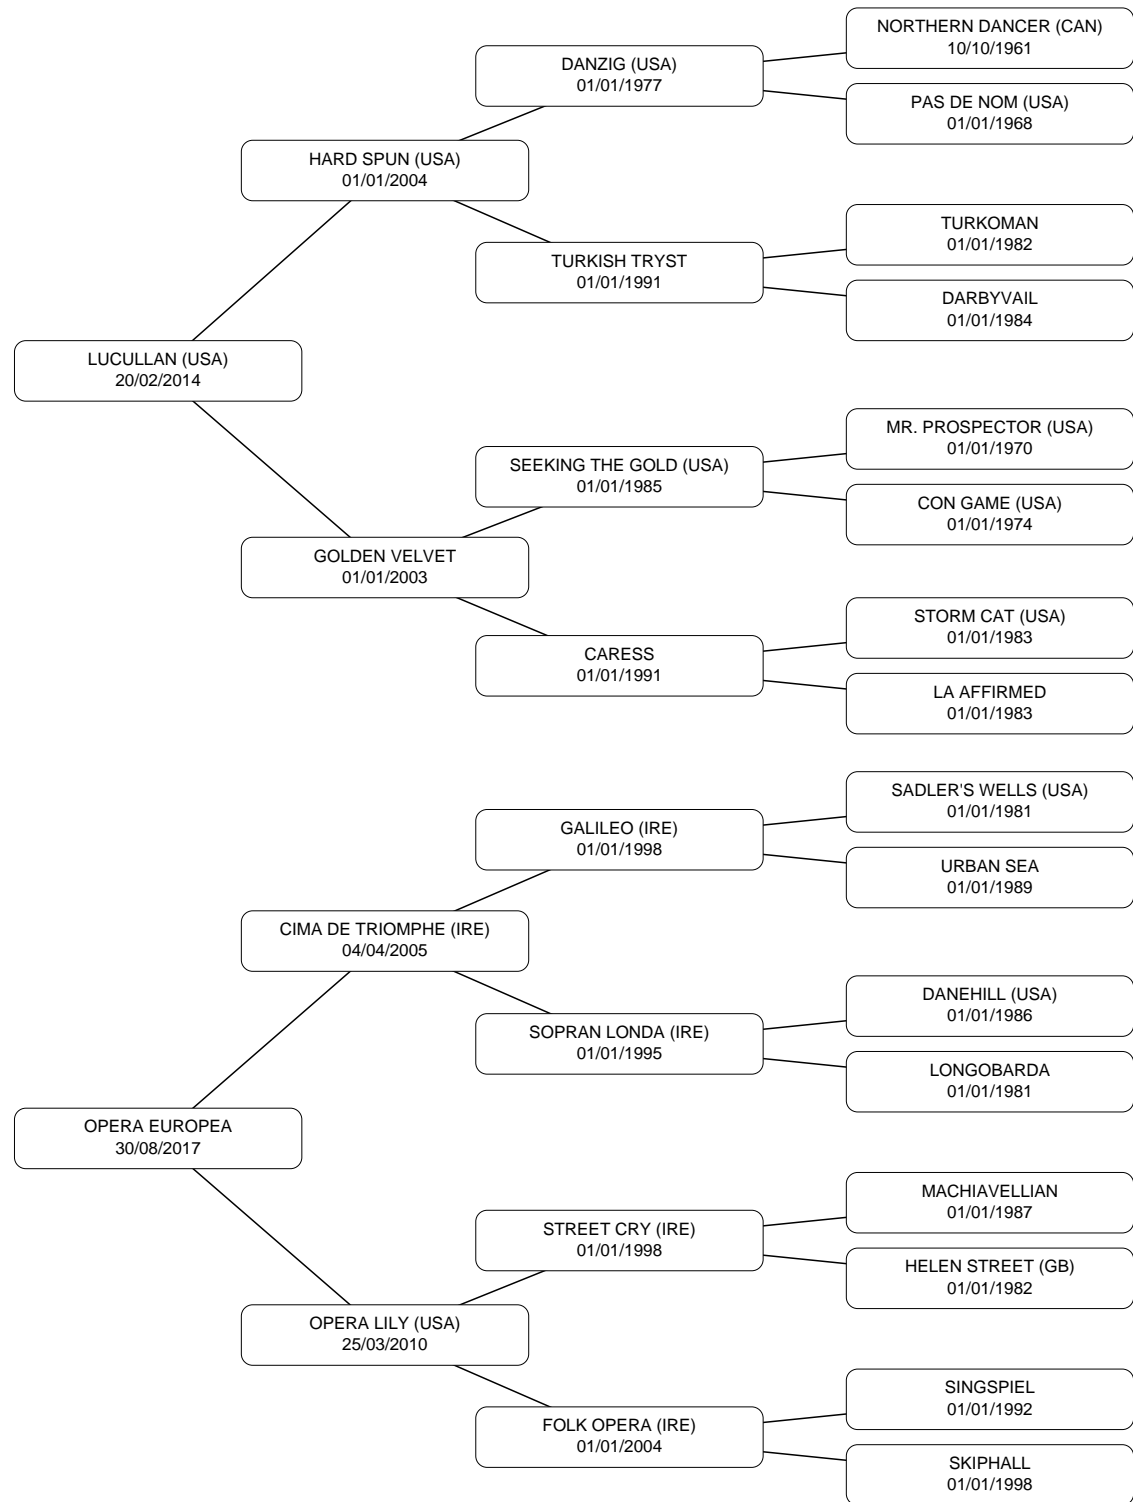 NORTHERN DANCER (CAN)
10/10/1961
DANZIG (USA)
01/01/1977
PAS DE NOM (USA)
01/01/1968
HARD SPUN (USA)
01/01/2004
TURKOMAN
01/01/1982
TURKISH TRYST
01/01/1991
DARBYVAIL
01/01/1984
LUCULLAN (USA)
20/02/2014
MR. PROSPECTOR (USA)
01/01/1970
SEEKING THE GOLD (USA)
01/01/1985
CON GAME (USA)
01/01/1974
GOLDEN VELVET
01/01/2003
STORM CAT (USA)
01/01/1983
CARESS
01/01/1991
LA AFFIRMED
01/01/1983
SADLER'S WELLS (USA)
01/01/1981
GALILEO (IRE)
01/01/1998
URBAN SEA
01/01/1989
CIMA DE TRIOMPHE (IRE)
04/04/2005
DANEHILL (USA)
01/01/1986
SOPRAN LONDA (IRE)
01/01/1995
LONGOBARDA
01/01/1981
OPERA EUROPEA
30/08/2017
MACHIAVELLIAN
01/01/1987
STREET CRY (IRE)
01/01/1998
HELEN STREET (GB)
01/01/1982
OPERA LILY (USA)
25/03/2010
SINGSPIEL
01/01/1992
FOLK OPERA (IRE)
01/01/2004
SKIPHALL
01/01/1998